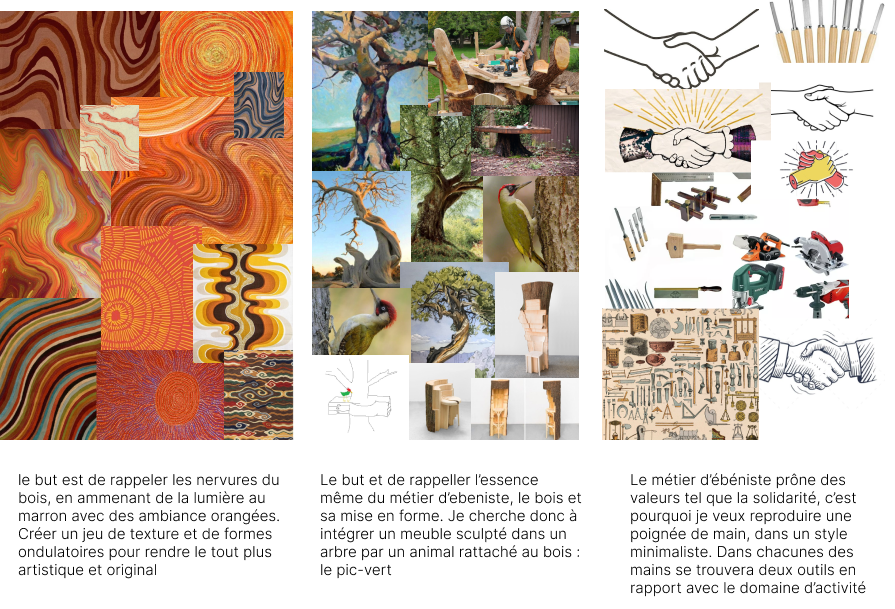 le but est de rappeler les nervures du
bois, en ammenant de la lumière au
marron avec des ambiance orangées.
Créer un jeu de texture et de formes
ondulatoires pour rendre le tout plus
artistique et original
Le but et de rappeller l'essence
même du métier d'ebeniste, le bois et
sa mise en forme. Je cherche donc à
intégrer un meuble sculpté dans un
arbre par un animal rattaché au bois :
le pic-vert
Le métier d'ébéniste prône des
valeurs tel que la solidarité, c'est
pourquoi je veux reproduire une
poignée de main, dans un style
minimaliste. Dans chacunes des
mains se trouvera deux outils en
rapport avec le domaine d'activité